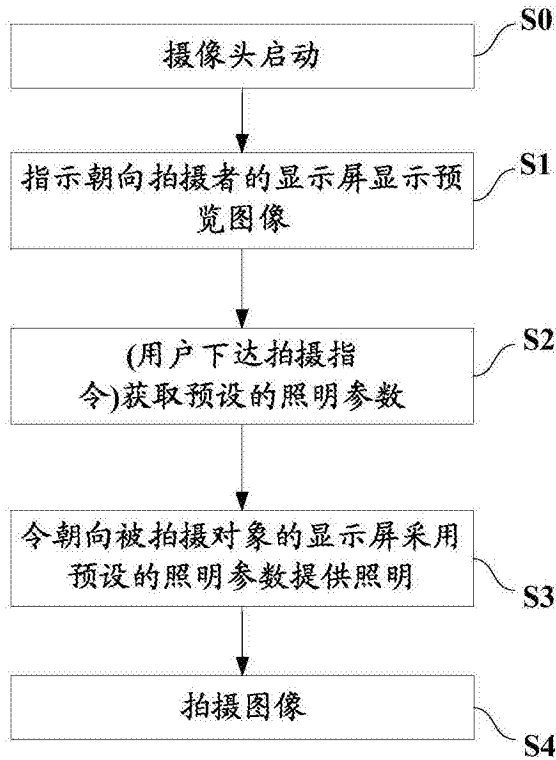 S0
摄像头启动
S1
指示朝向拍摄者的显示屏显示预
览图像
S2
(用户下达拍摄指
令)获取预设的照明参数
令朝向被拍摄对象的显示屏采用
预设的照明参数提供照明
S3
拍摄图像
S4